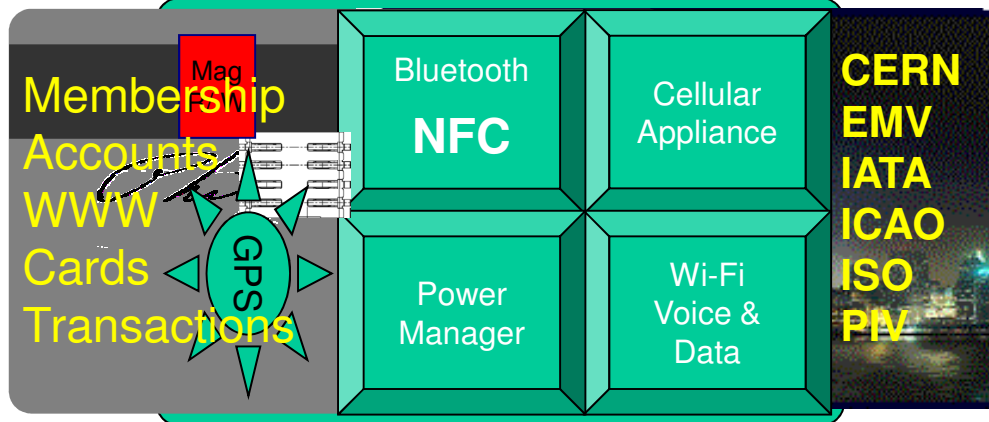 Mag
Membership
Accounts
WWW
Cards
Transactions
GPS
Bluetooth
NFC
Cellular
Appliance
Power
Manager
Wi-Fi
Voice &
Data
CERN
EMV
IATA
ICAO
ISO
PIV